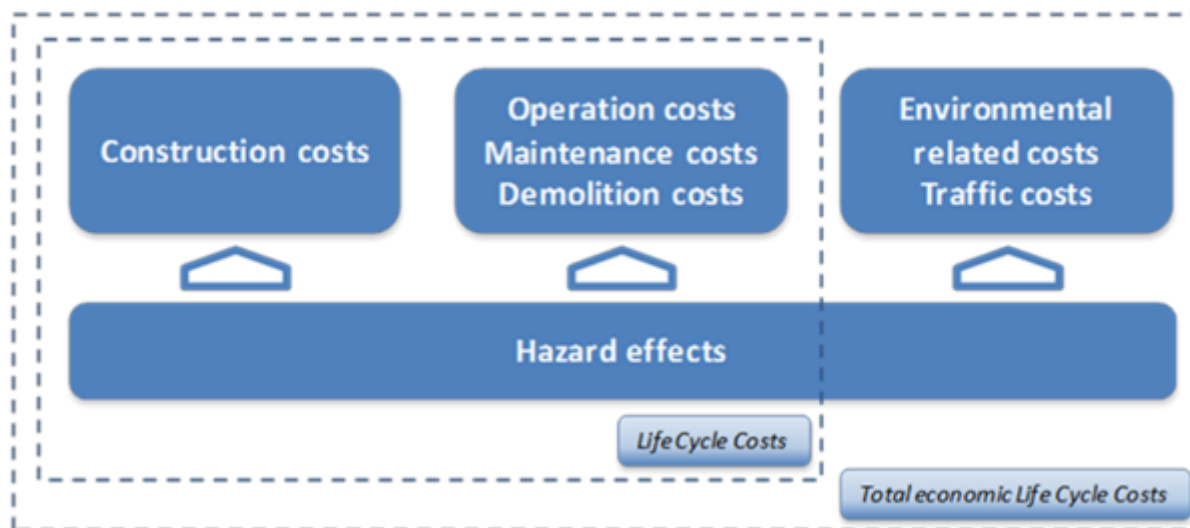 Construction costs
Operation costs
Maintenance costs
Demolition costs
Environmental
related costs
Traffic costs
Hazard effects
Life Cycle Costs
Total economic Life Cycle Costs